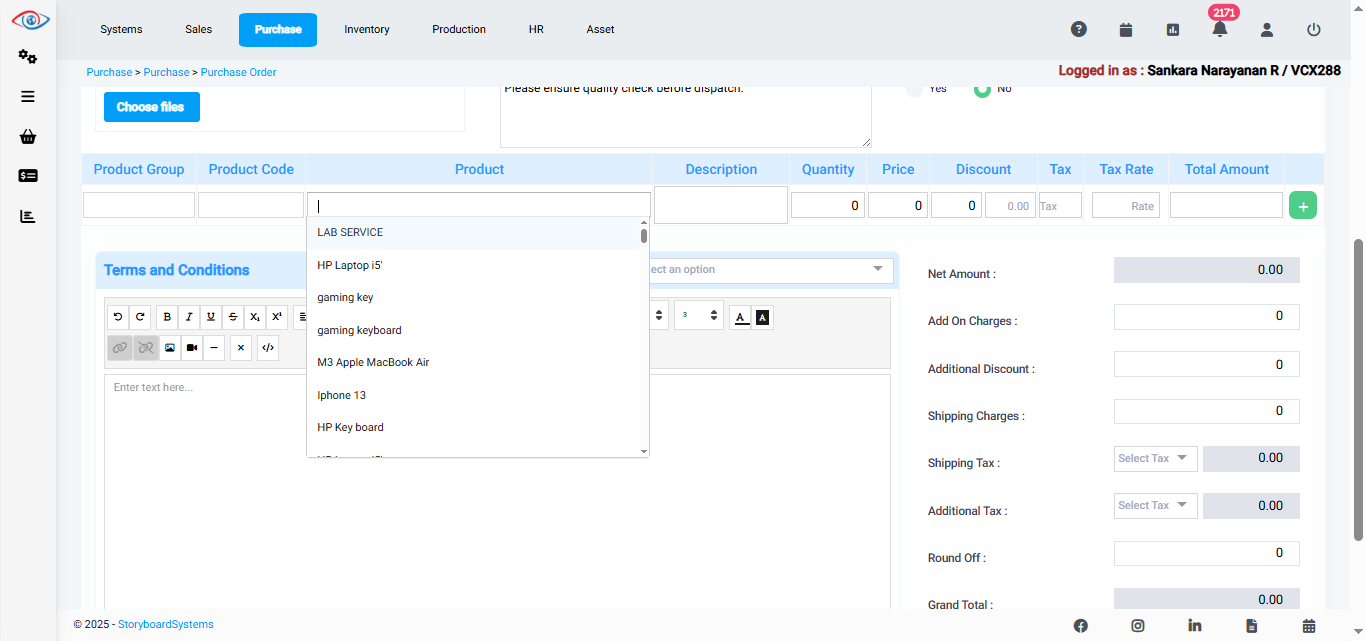 2171
Systems Sales Purchase Inventory Production HR Asset
Purchase > Purchase > Purchase Order
Logged in as : Sankara Narayanan R / VCX288
Please ensure quality check before dispatch.
Yes No
Choose files
Product Group Product Code Product Description Quantity Price Discount Tax Tax Rate Total Amount
0 0 0 0.00 Tax Rate +
LAB SERVICE
HP Laptop i5'
gaming key
gaming keyboard
M3 Apple MacBook Air
Iphone 13
HP Key board
Terms and Conditions
ect an option
B I U S X₁ X¹
3 A A
</>
Enter text here...
Net Amount : 0.00
Add On Charges : 0
Additional Discount : 0
Shipping Charges : 0
Shipping Tax : Select Tax 0.00
Additional Tax : Select Tax 0.00
Round Off : 0
Grand Total : 0.00
© 2025 - StoryboardSystems